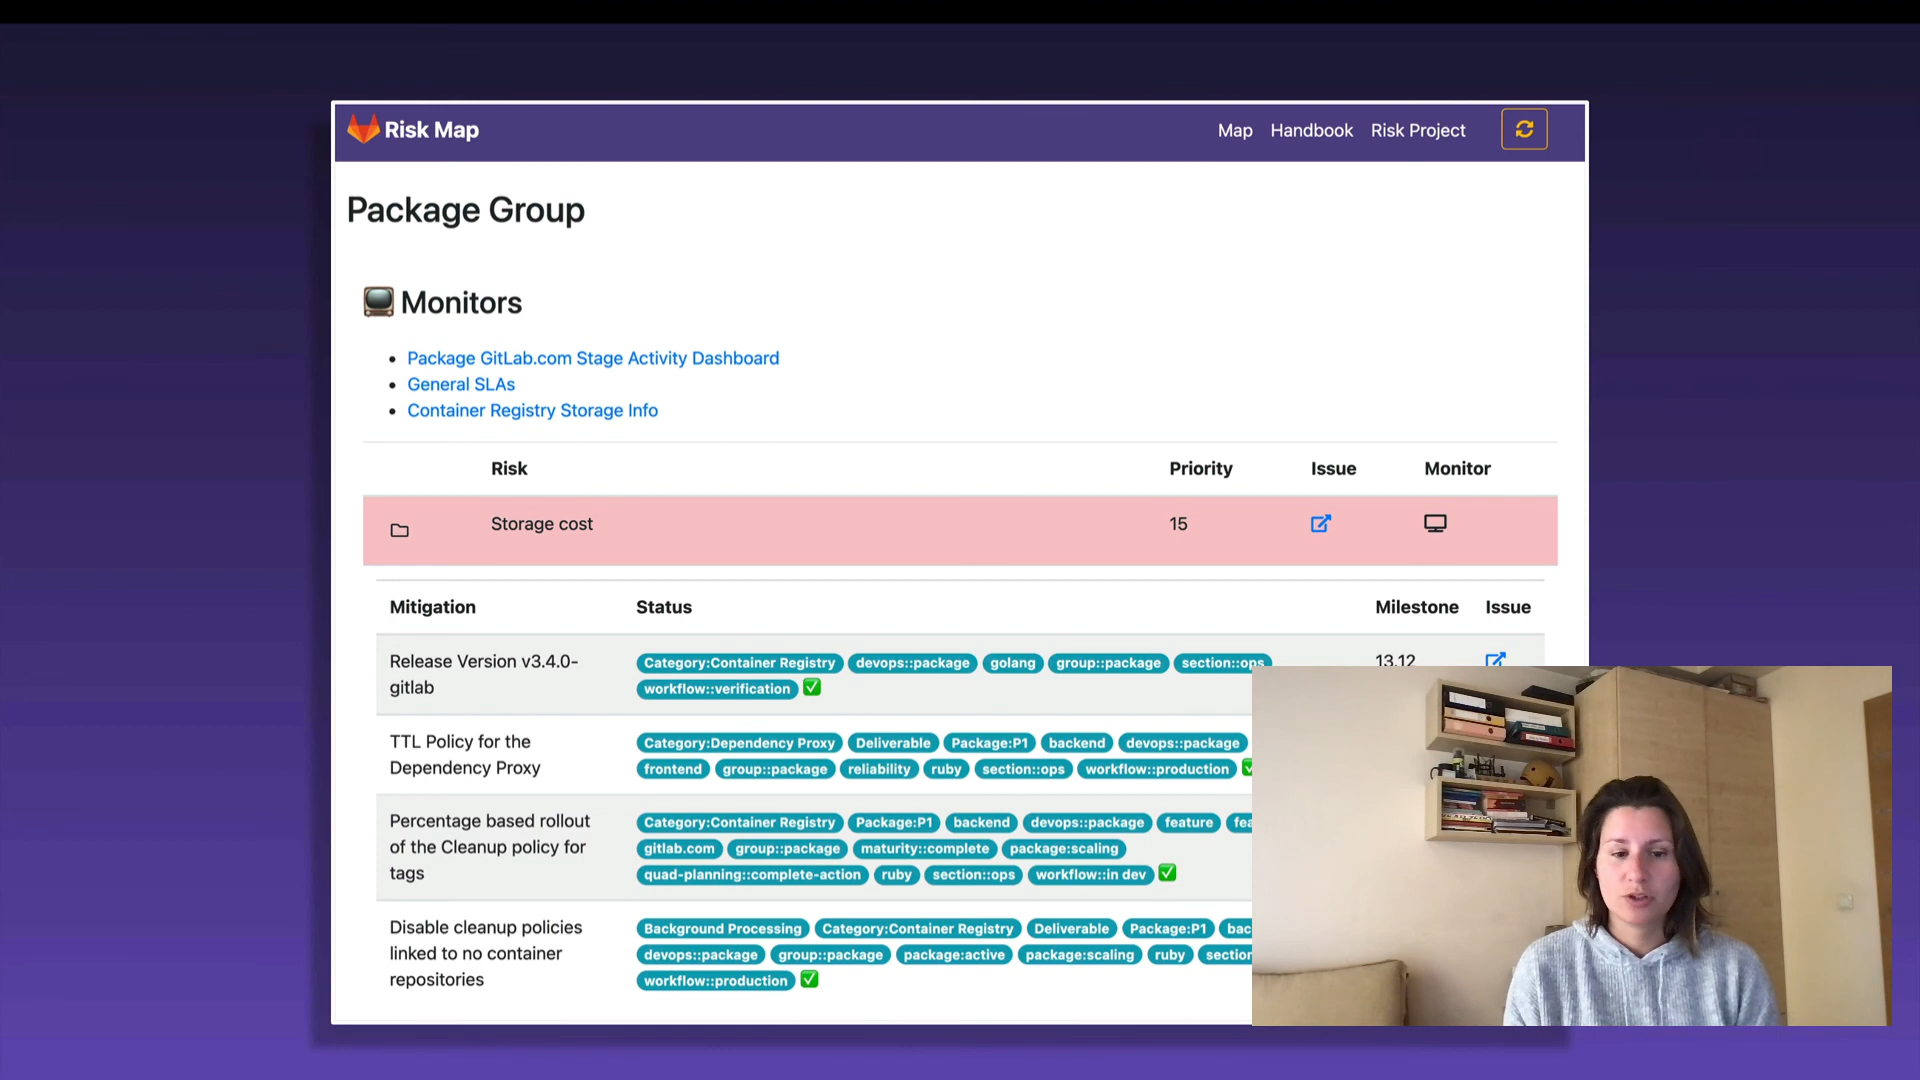 Risk Map
Map Handbook Risk Project
Package Group
Monitors
Package GitLab.com Stage Activity Dashboard
General SLAs
Container Registry Storage Info
Risk Priority Issue Monitor
Storage cost 15
Mitigation Status Milestone Issue
Release Version v3.4.0-
gitlab
Category:Container Registry devops::package golang group::package section::ops
workflow::verification
13.12
TTL Policy for the
Dependency Proxy
Category:Dependency Proxy Deliverable Package:P1 backend devops::package
frontend group::package reliability ruby section::ops workflow::production
Percentage based rollout
of the Cleanup policy for
tags
Category:Container Registry Package:P1 backend devops::package feature fea
gitlab.com group::package maturity::complete package:scaling
quad-planning::complete-action ruby section::ops workflow::in dev
Disable cleanup policies
linked to no container
repositories
Background Processing Category:Container Registry Deliverable Package:P1 bac
devops::package group::package package:active package:scaling ruby section
workflow::production